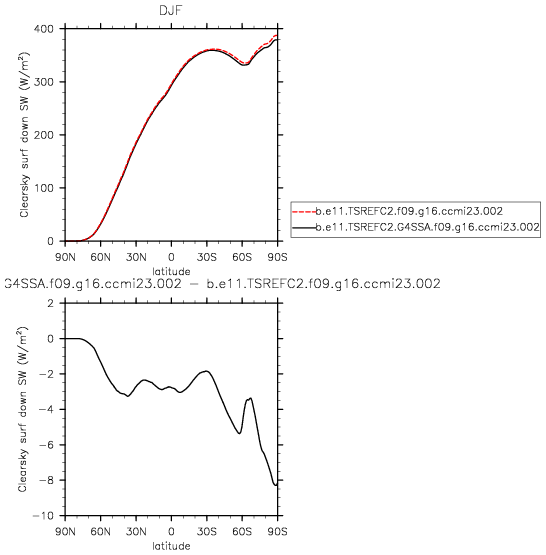 DJF
400
300
200
100
0
Clearsky surf down SW (W/m²)
90N 60N 30N 0 30S 60S 90S
latitude
b.e11.TSREFC2.f09.g16.ccmi23.002
b.e11.TSREFC2.G4SSA.f09.g16.ccmi23.002
G4SSA.f09.g16.ccmi23.002 − b.e11.TSREFC2.f09.g16.ccmi23.002
2
0
−2
−4
−6
−8
−10
Clearsky surf down SW (W/m²)
90N 60N 30N 0 30S 60S 90S
latitude